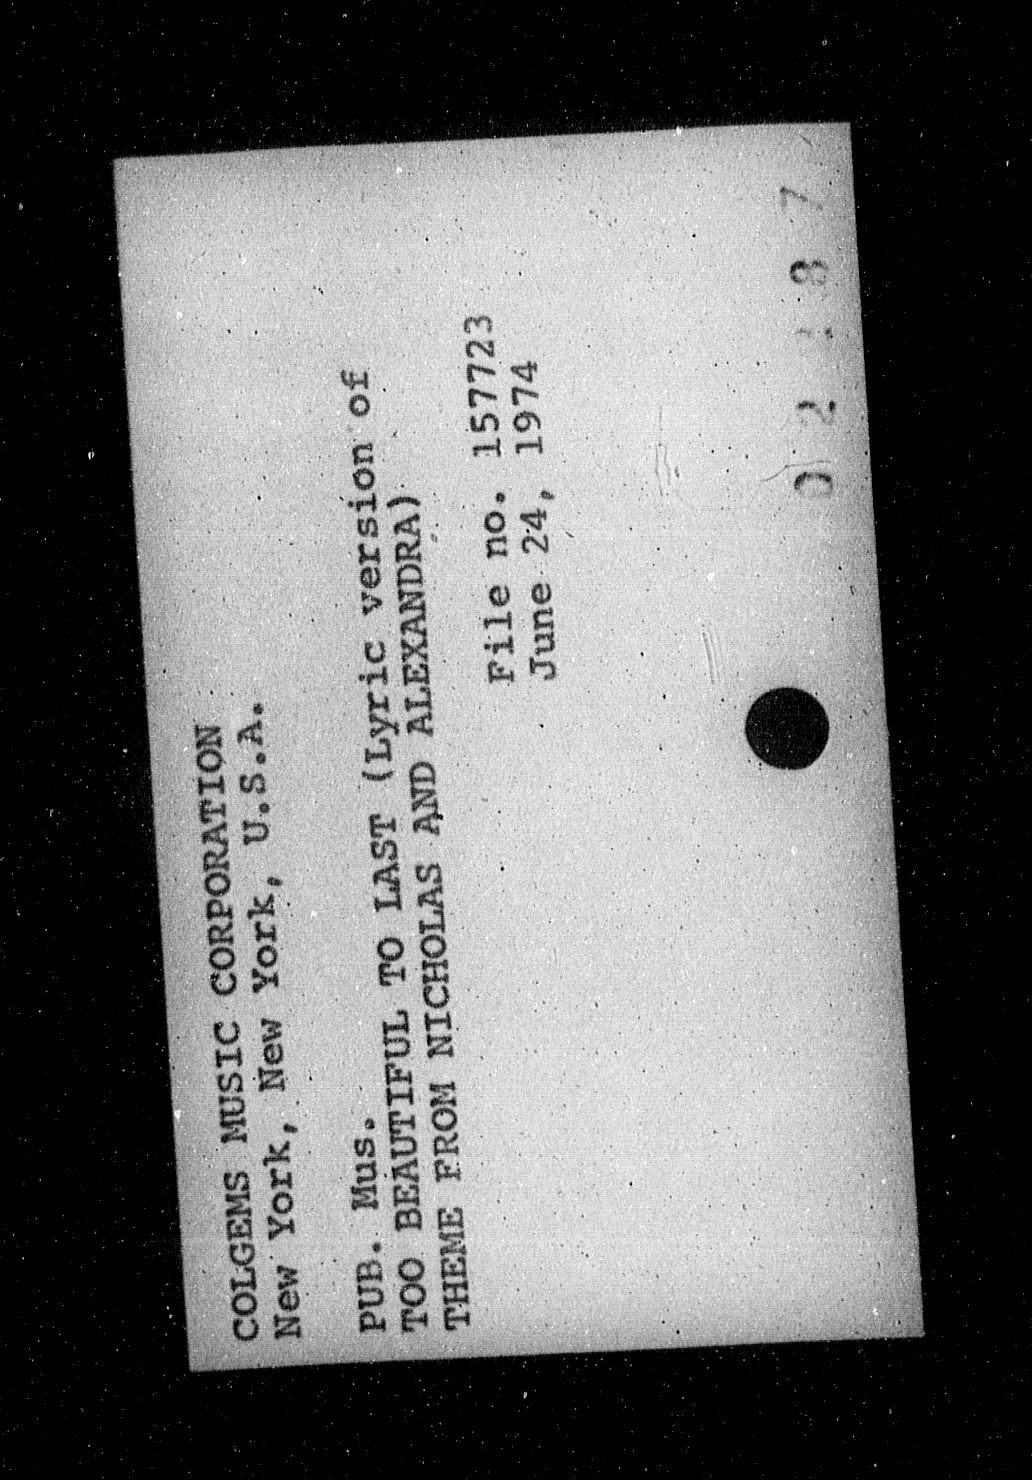 COLGEMS MUSIC CORPORATION
New York, New York, U.S.A.
PUB. Mus.
TOO BEAUTIFUL TO LAST (Lyric version of
THEME FROM NICHOLAS AND ALEXANDRA)
File no. 157723
June 24, 1974